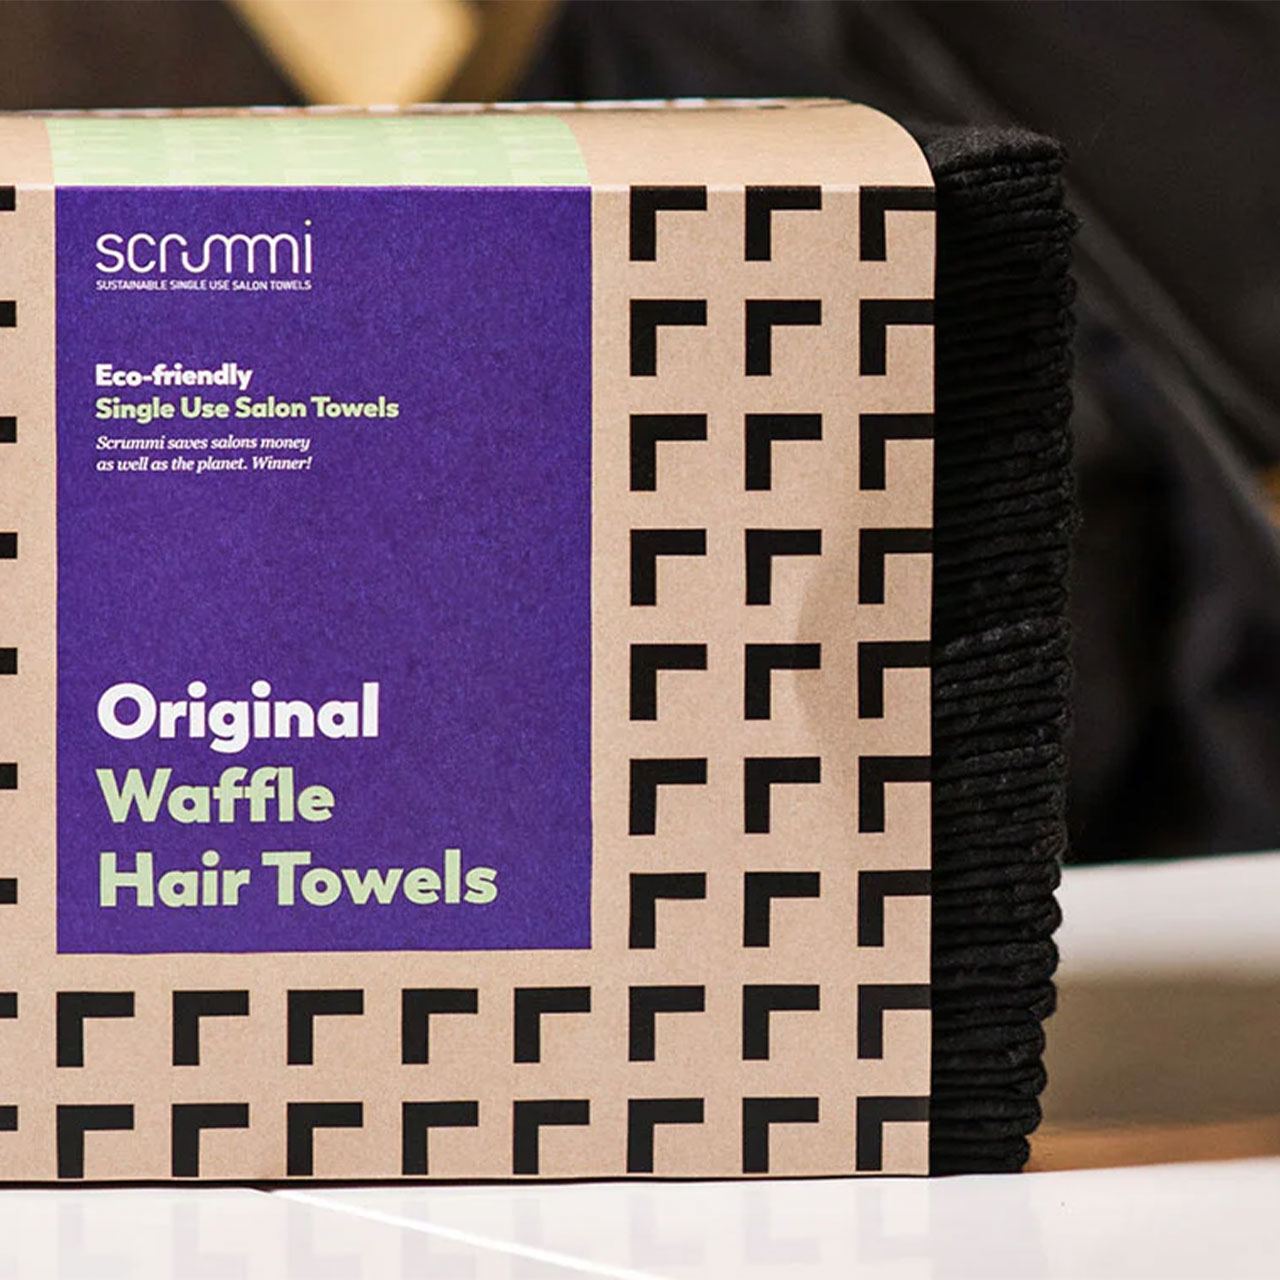 scrummi
SUSTAINABLE SINGLE USE SALON TOWELS
Eco-friendly
Single Use Salon Towels
Scrummi saves salons money
as well as the planet. Winner!
Original
Waffle
Hair Towels